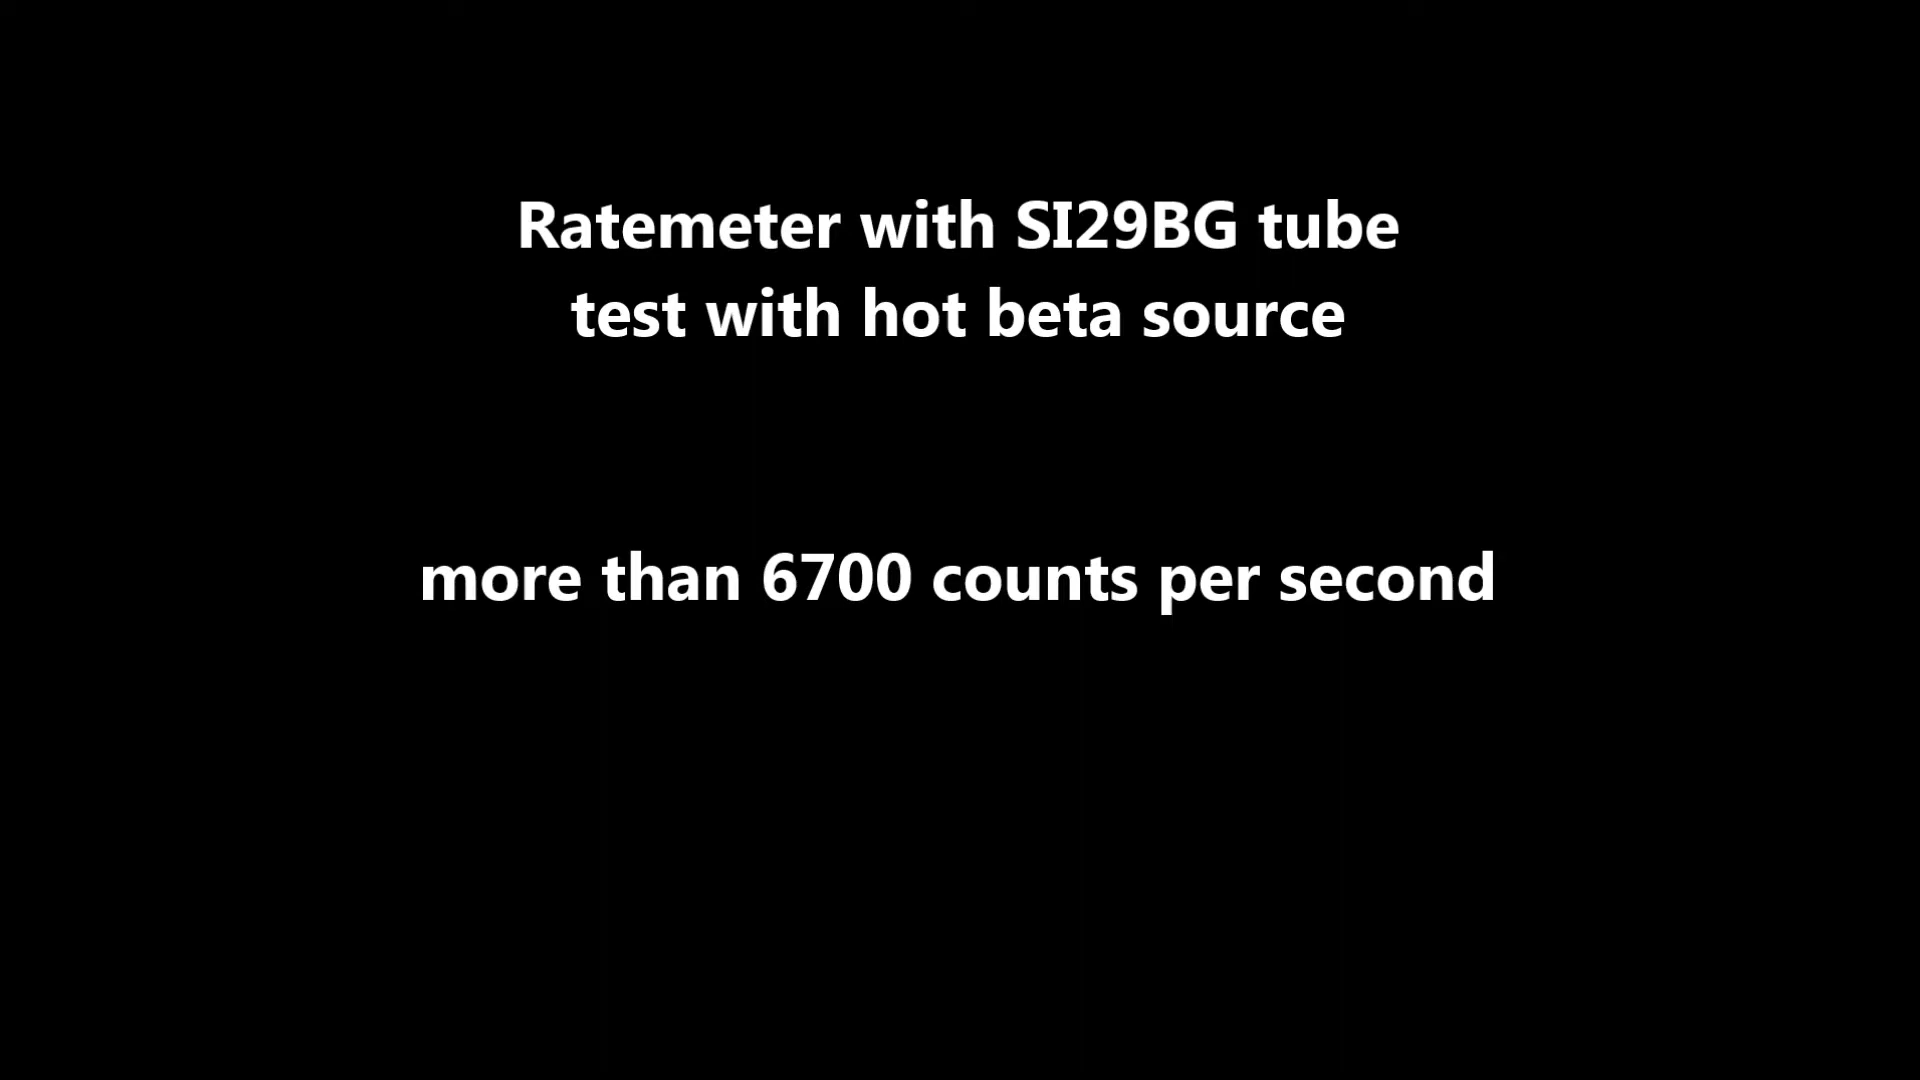 Ratemeter with SI29BG tube
test with hot beta source
more than 6700 counts per second